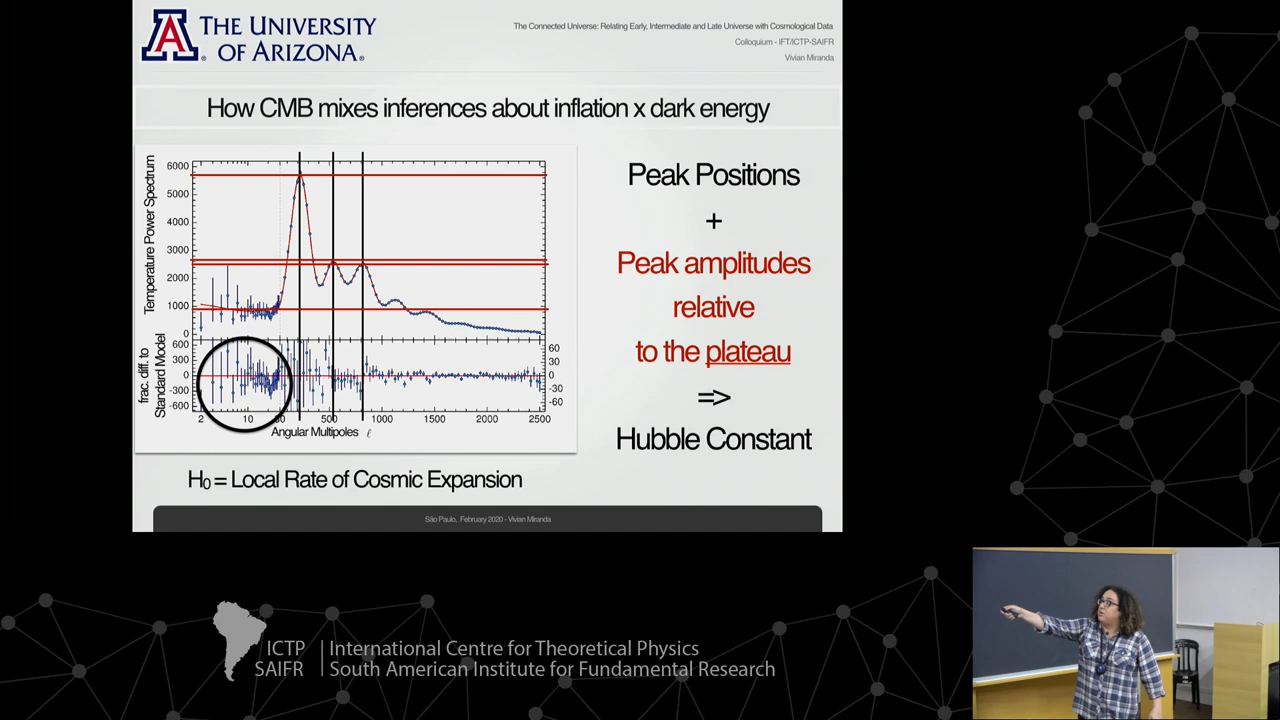 THE UNIVERSITY
OF ARIZONA.
A
The Connected Universe: Relating Early, Intermediate and Late Universe with Cosmological Data
Colloquium - IFT/ICTP-SAIFR
Vivian Miranda
How CMB mixes inferences about inflation x dark energy
Temperature Power Spectrum
6000
5000
4000
3000
2000
1000
0
frac. diff. to
Standard Model
600
300
0
-300
-600
60
30
0
-30
-60
2
10
500
1000
1500
2000
2500
Angular Multipoles ℓ
Peak Positions
+
Peak amplitudes
relative
to the plateau
=>
Hubble Constant
H₀ = Local Rate of Cosmic Expansion
São Paulo, February 2020 - Vivian Miranda
ICTP
SAIFR
International Centre for Theoretical Physics
South American Institute for Fundamental Research